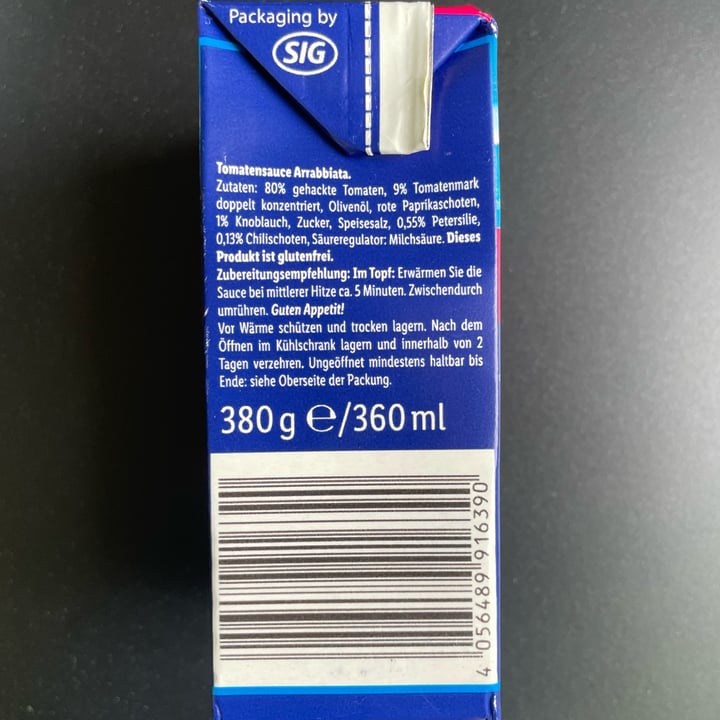 Packaging by
SIG
Tomatensauce Arrabbiata.
Zutaten: 80% gehackte Tomaten, 9% Tomatenmark
doppelt konzentriert, Olivenöl, rote Paprikaschoten,
1% Knoblauch, Zucker, Speisesalz, 0,55% Petersilie,
0,13% Chilischoten, Säureregulator: Milchsäure. Dieses
Produkt ist glutenfrei.
Zubereitungsempfehlung: Im Topf: Erwärmen Sie die
Sauce bei mittlerer Hitze ca. 5 Minuten. Zwischendurch
umrühren. Guten Appetit!
Vor Wärme schützen und trocken lagern. Nach dem
Öffnen im Kühlschrank lagern und innerhalb von 2
Tagen verzehren. Ungeöffnet mindestens haltbar bis
Ende: siehe Oberseite der Packung.
380 g ℮/360 ml
4 056489 916390